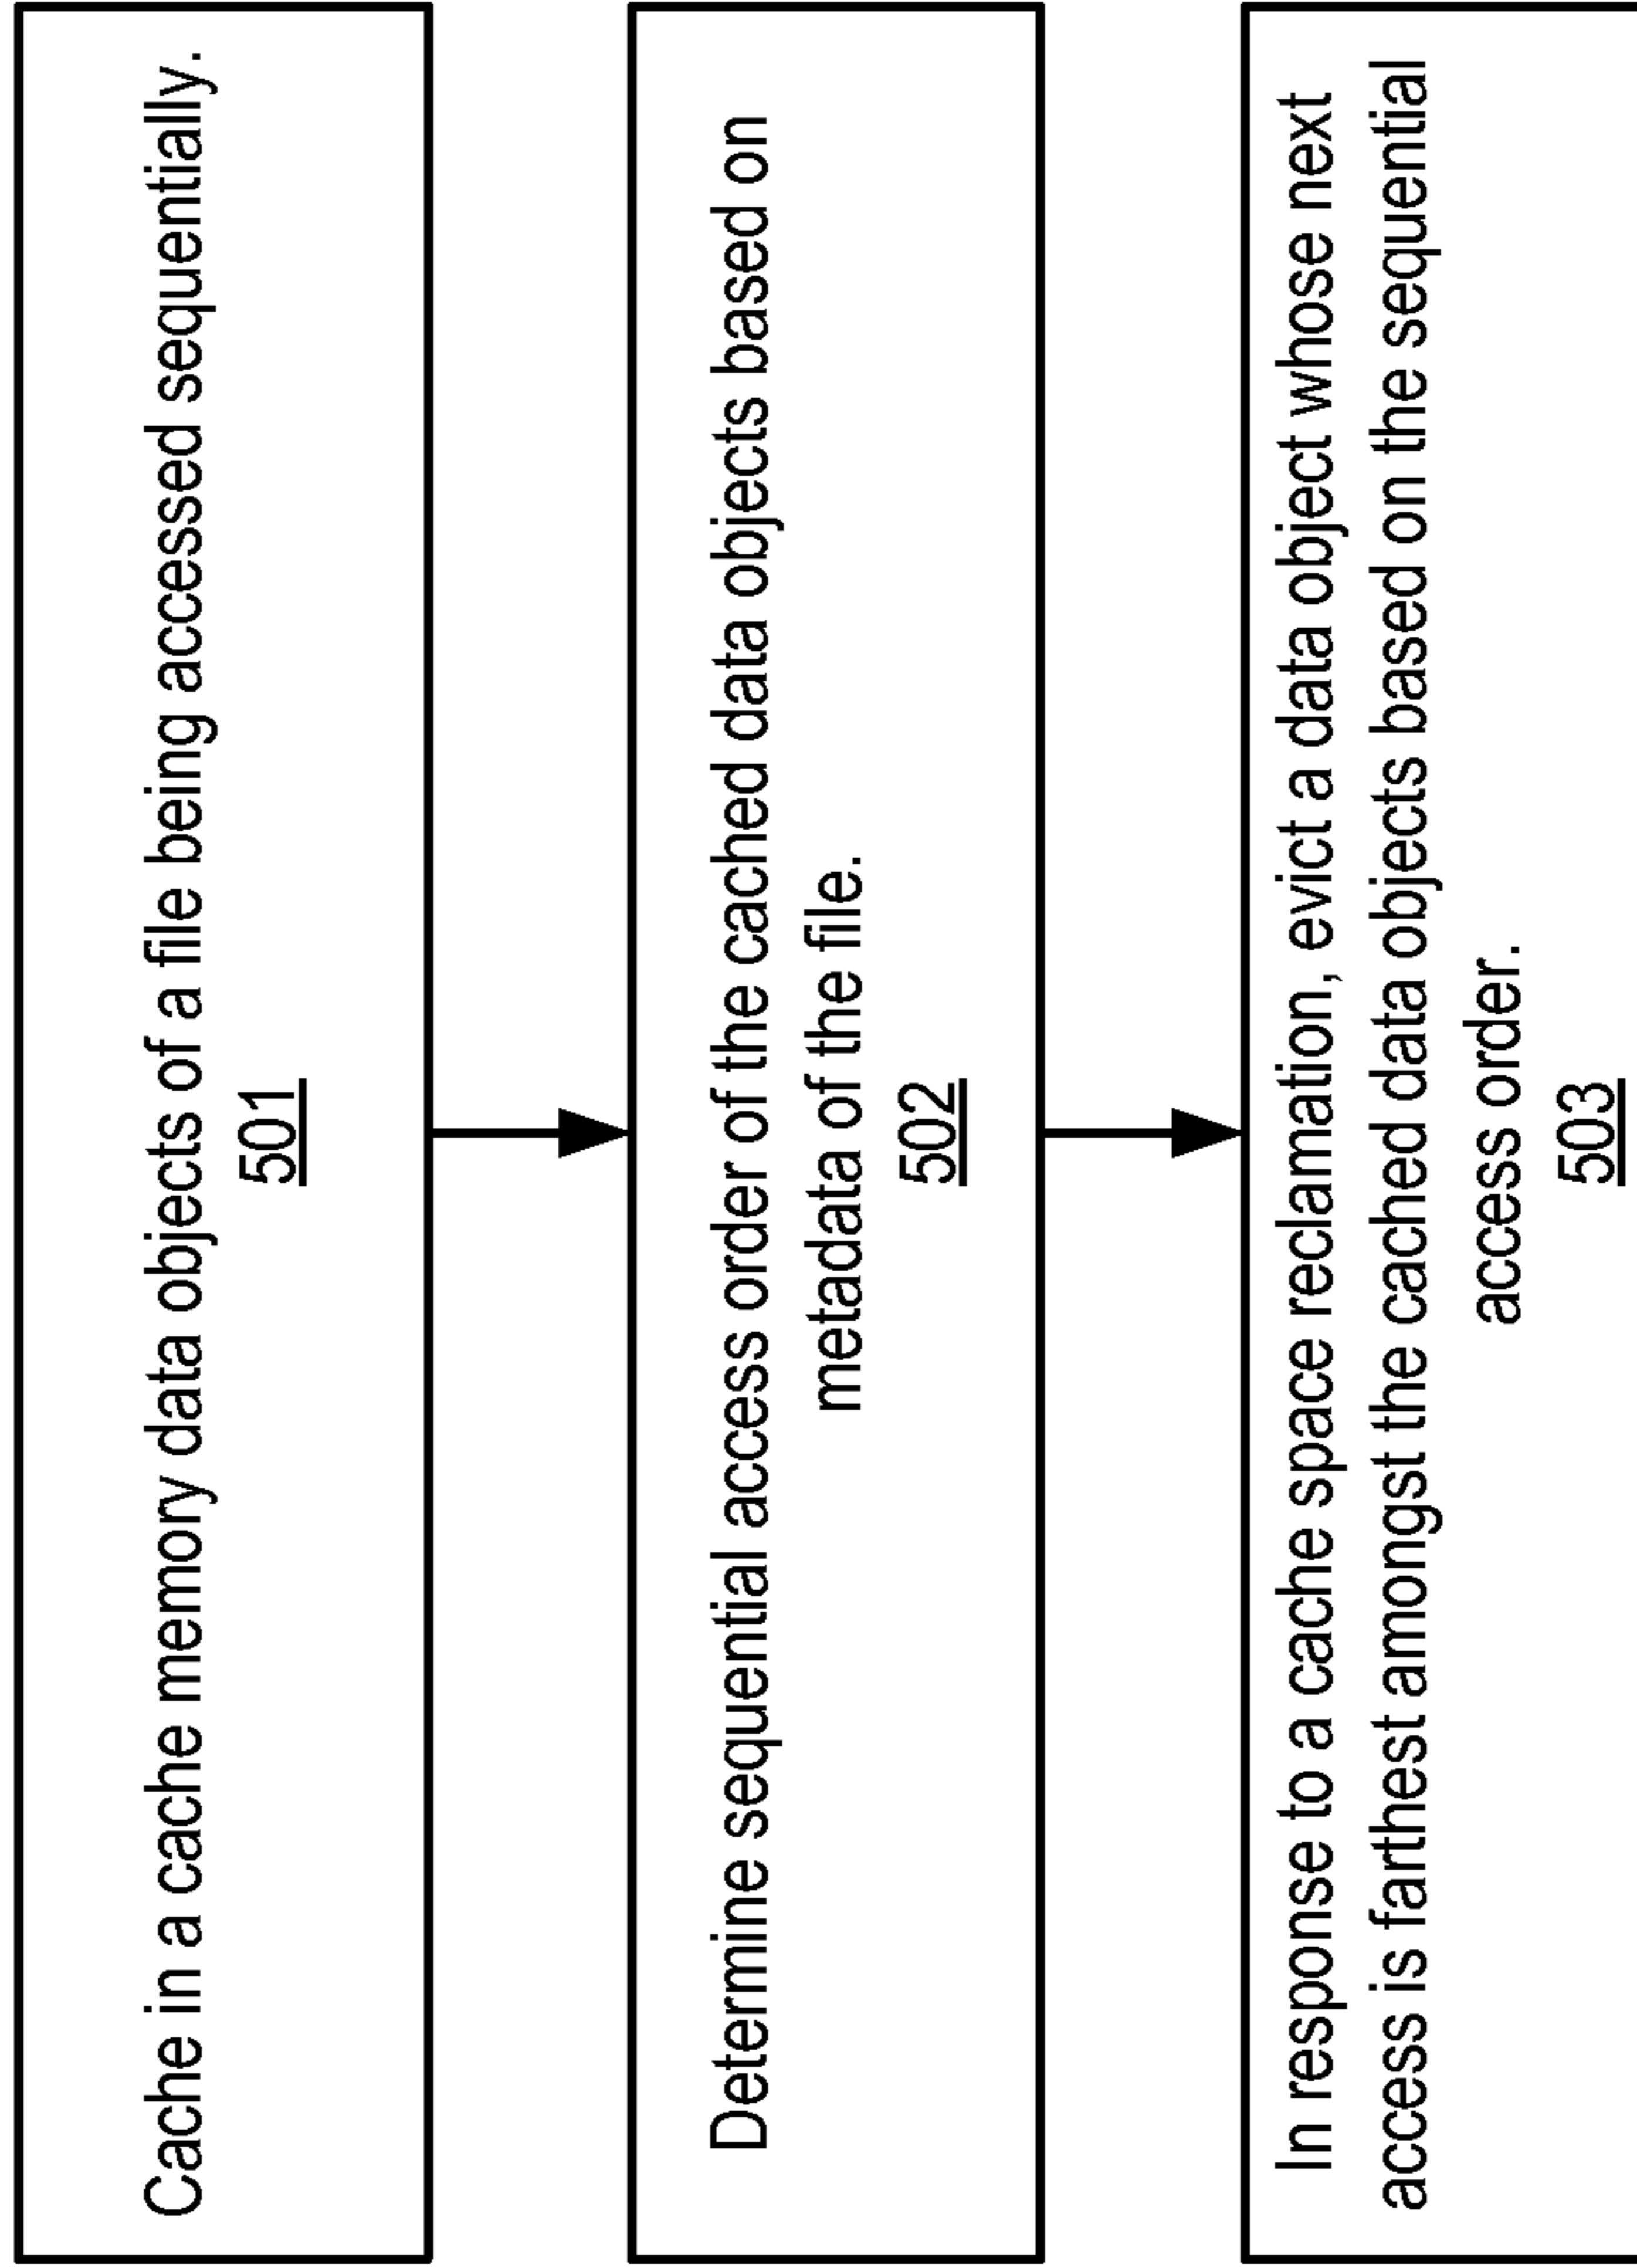 Cache in a cache memory data objects of a file being accessed sequentially.
501
Determine sequential access order of the cached data objects based on
metadata of the file.
502
In response to a cache space reclamation, evict a data object whose next
access is farthest amongst the cached data objects based on the sequential
access order.
503